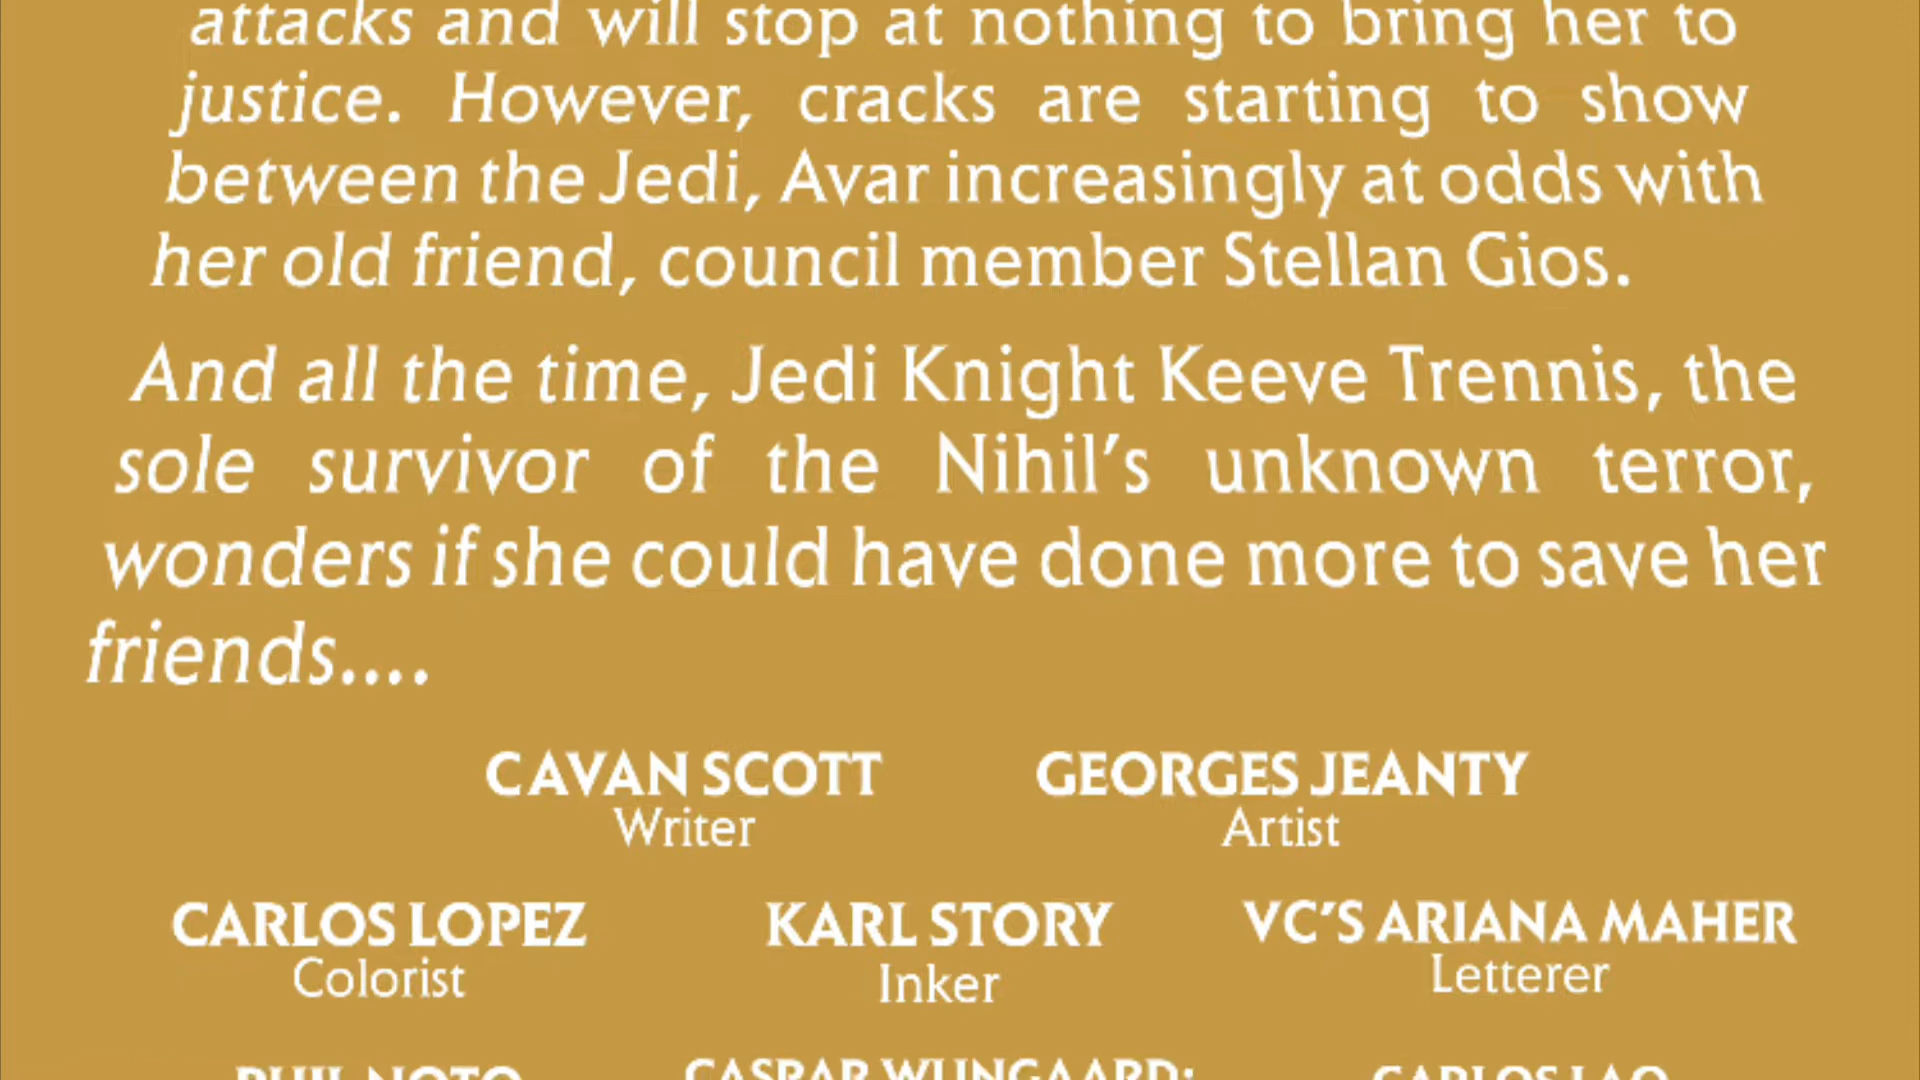 attacks and will stop at nothing to bring her to
justice. However, cracks are starting to show
between the Jedi, Avar increasingly at odds with
her old friend, council member Stellan Gios.
And all the time, Jedi Knight Keeve Trennis, the
sole survivor of the Nihil’s unknown terror,
wonders if she could have done more to save her
friends....
CAVAN SCOTT GEORGES JEANTY
Writer Artist
CARLOS LOPEZ KARL STORY VC’S ARIANA MAHER
Colorist Inker Letterer
PHIL NOTO CASPAR WIJNGAARD; CARLOS LAO